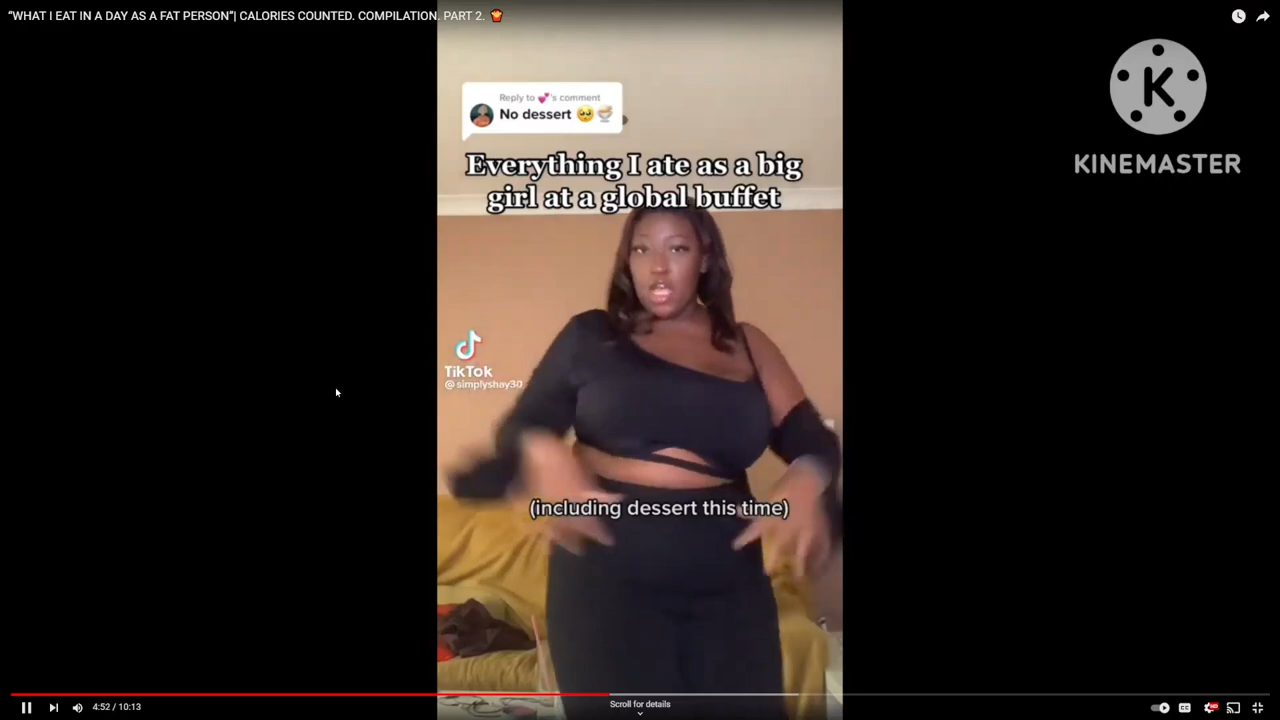 “WHAT I EAT IN A DAY AS A FAT PERSON”| CALORIES COUNTED. COMPILATION. PART 2. 🍟
K
KINEMASTER
Reply to 💕's comment
No dessert 🥺🍨
Everything I ate as a big
girl at a global buffet
TikTok
@simplyshay30
(including dessert this time)
4:52 / 10:13
Scroll for details
CC
HD